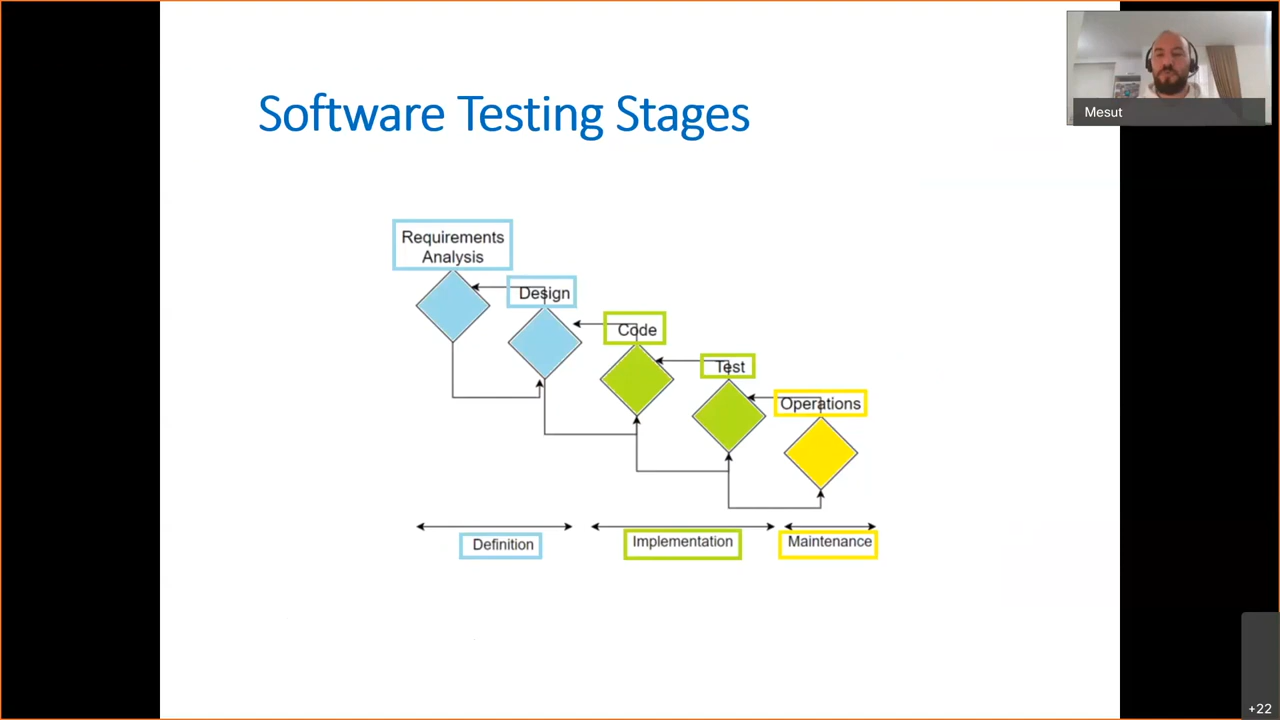 Software Testing Stages
Mesut
Requirements
Analysis
Design
Code
Test
Operations
Definition
Implementation
Maintenance
+22